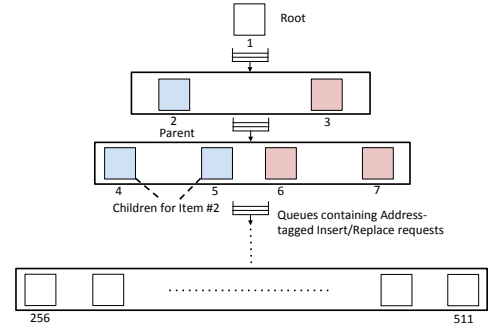 Root
1
2
3
Parent
4
5
6
7
Children for Item #2
Queues containing Address-
tagged Insert/Replace requests
256
511